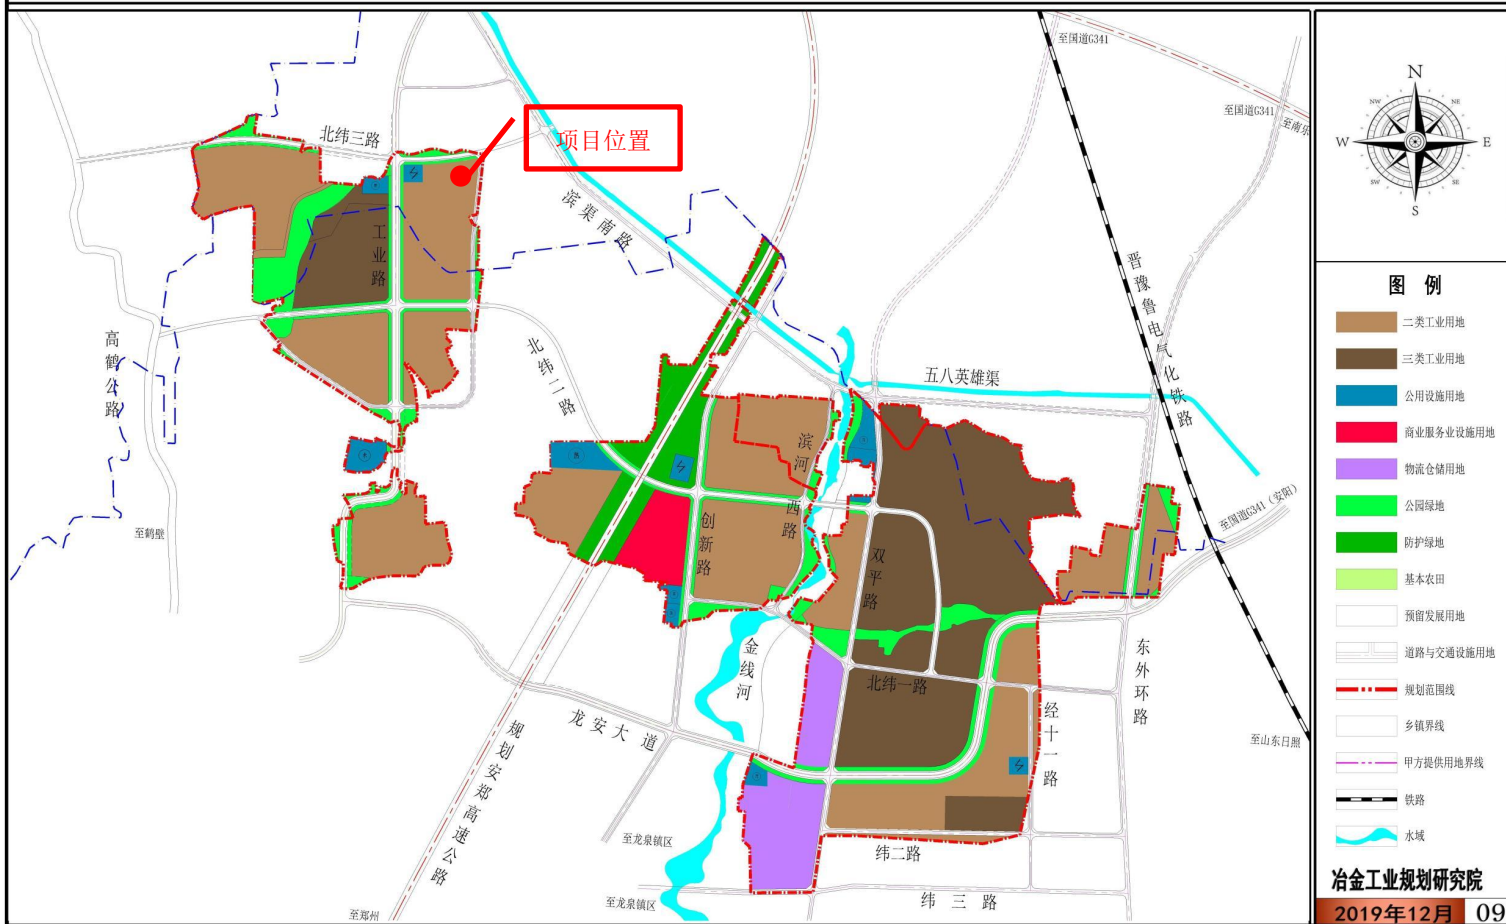 至国道G341
至国道G341
至南乐
北纬三路
项目位置
滨渠南路
工业路
晋豫鲁电气化铁路
高鹤公路
北纬二路
五八英雄渠
滨河西路
至国道G341（安阳）
至鹤壁
创新路
双平路
金线河
东外环路
北纬一路
龙安大道
经十一路
规划安郑高速公路
至山东日照
至龙泉镇区
纬二路
至龙泉镇区
纬三路
至郑州
N
NW
NE
W
E
SW
SE
S
图例
二类工业用地
三类工业用地
公用设施用地
商业服务业设施用地
物流仓储用地
公园绿地
防护绿地
基本农田
预留发展用地
道路与交通设施用地
规划范围线
乡镇界线
甲方提供用地界线
铁路
水域
冶金工业规划研究院
2019年12月
09